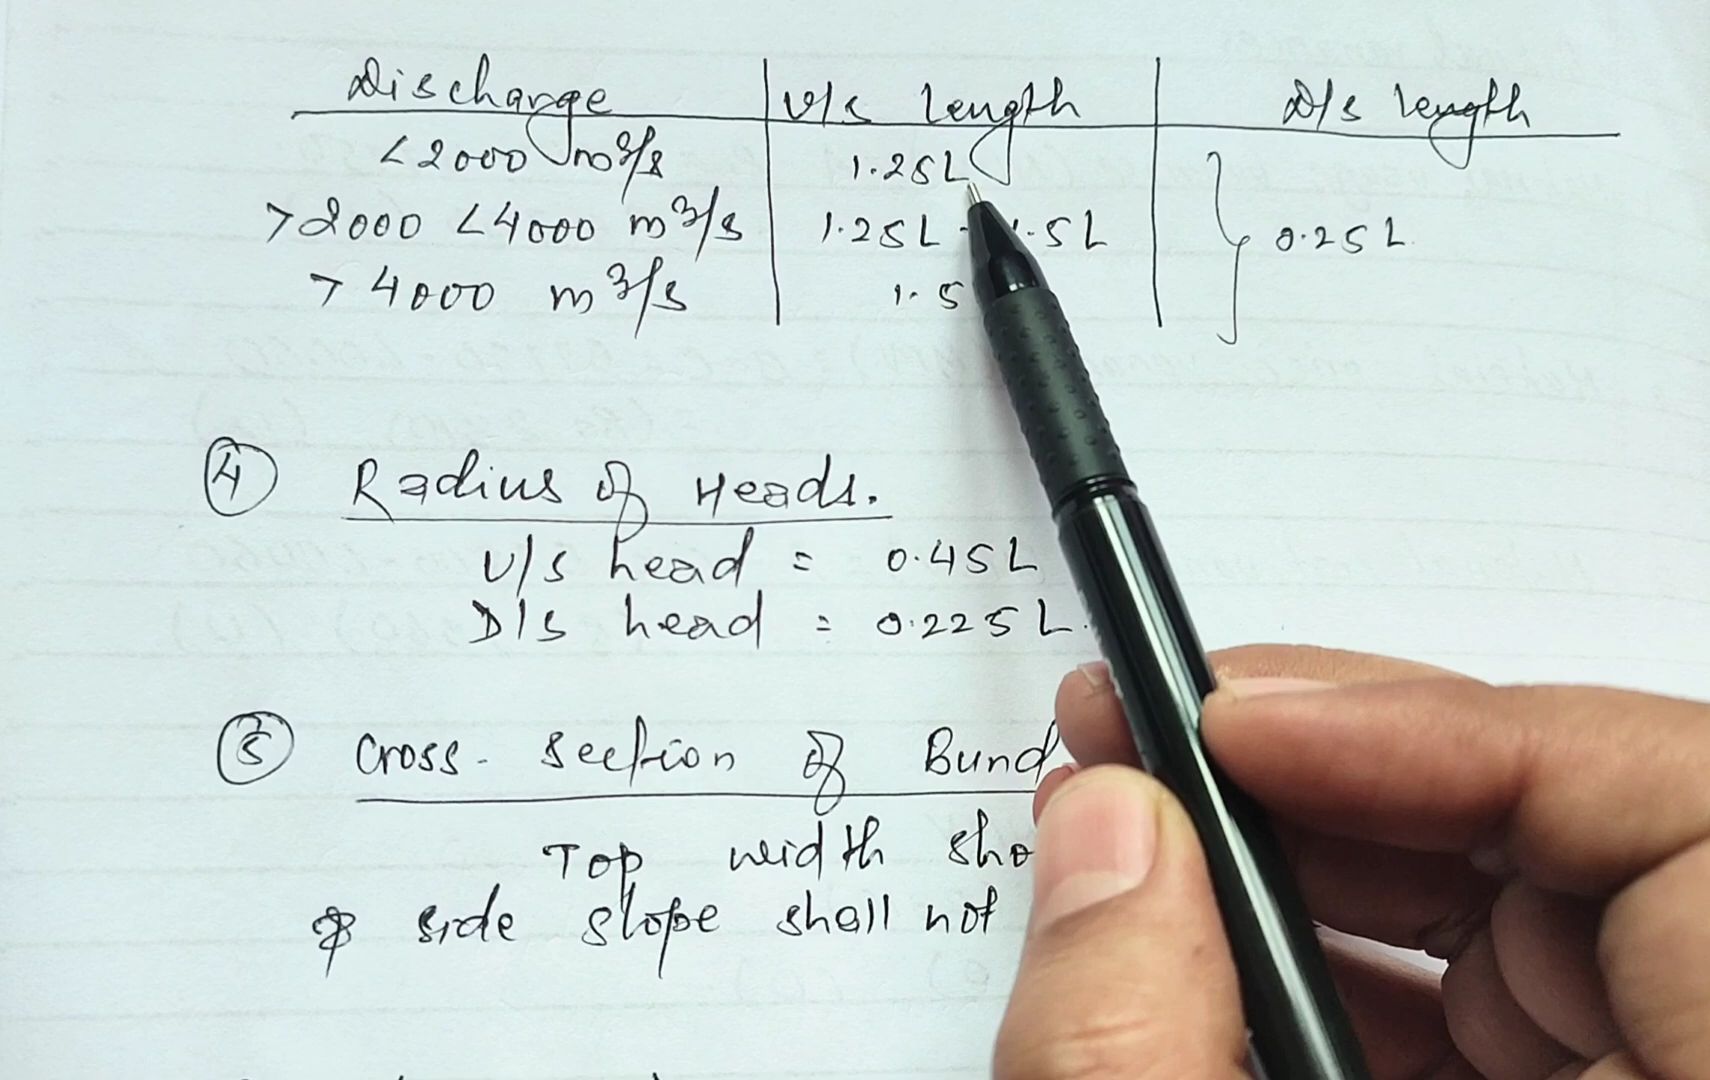 Discharge U/s length D/s length
<2000 m³/s 1.25L
>2000 <4000 m³/s 1.25L - 1.5L 0.25L
>4000 m³/s 1.5
④ Radius of Heads.
U/s head = 0.45L
D/s head = 0.225L.
⑤ Cross-section of Bund
Top width sho
& side slope shall not